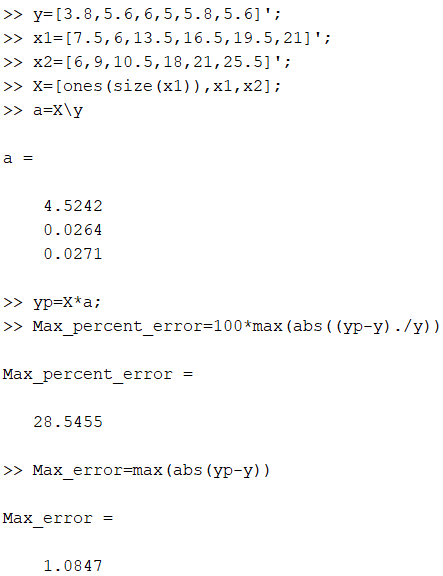 >> y=[3.8,5.6,6,5,5.8,5.6]';
>> x1=[7.5,6,13.5,16.5,19.5,21]';
>> x2=[6,9,10.5,18,21,25.5]';
>> X=[ones(size(x1)),x1,x2];
>> a=X\y
a =
4.5242
0.0264
0.0271
>> yp=X*a;
>> Max_percent_error=100*max(abs((yp-y)./y))
Max_percent_error =
28.5455
>> Max_error=max(abs(yp-y))
Max_error =
1.0847